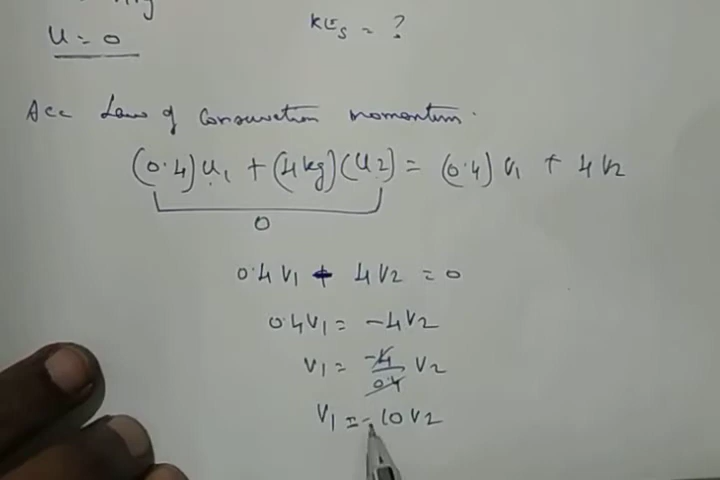 u = 0
KE_s = ?
Acc Law of Conservation momentum.
(0.4)u₁ + (4kg)(u2) = (0.4) v₁ + 4v₂
0
0.4v₁ + 4v₂ = 0
0.4v₁ = -4v₂
v₁ = -4/0.4 v₂
v₁ = -10v₂